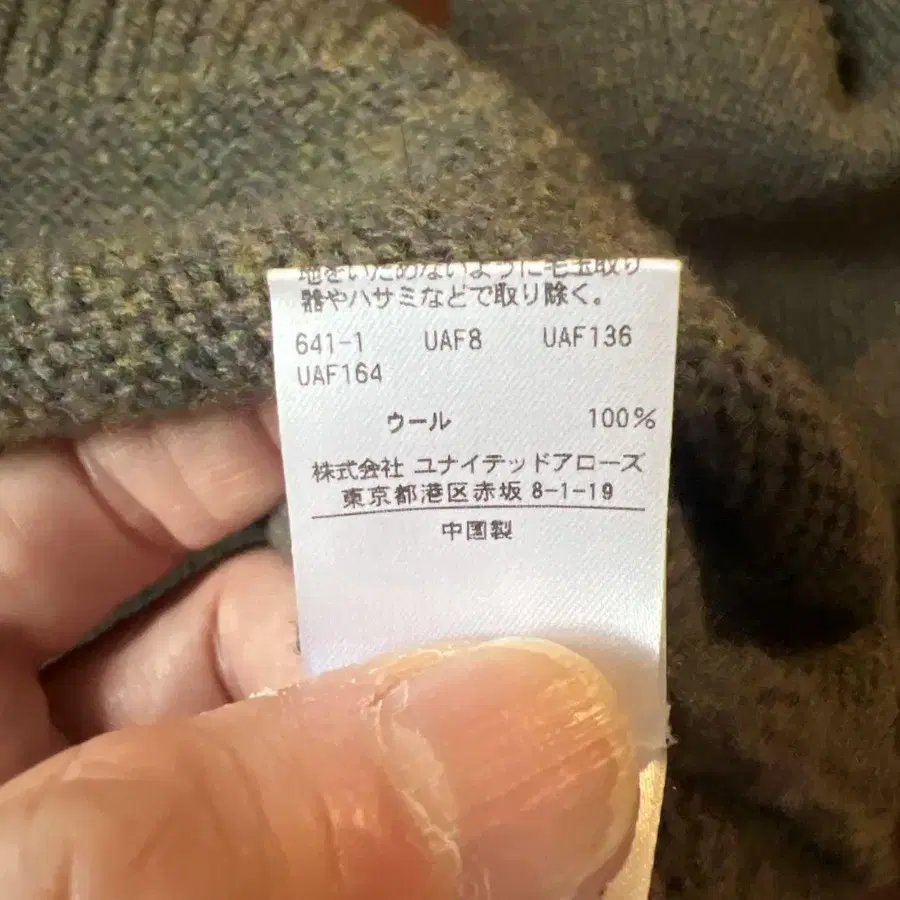 地をいためないように毛玉取り
器やハサミなどで取り除く。
641-1 UAF8 UAF136
UAF164
ウール 100%
株式会社 ユナイテッドアローズ
東京都港区赤坂 8-1-19
中国製